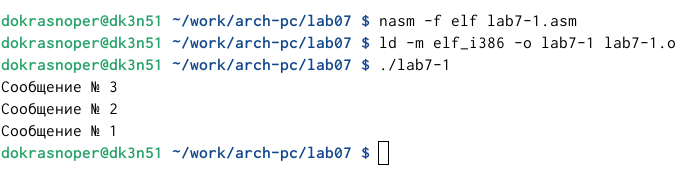 dokrasnoper@dk3n51 ~/work/arch-pc/lab07 $ nasm -f elf lab7-1.asm
dokrasnoper@dk3n51 ~/work/arch-pc/lab07 $ ld -m elf_i386 -o lab7-1 lab7-1.o
dokrasnoper@dk3n51 ~/work/arch-pc/lab07 $ ./lab7-1
Сообщение № 3
Сообщение № 2
Сообщение № 1
dokrasnoper@dk3n51 ~/work/arch-pc/lab07 $